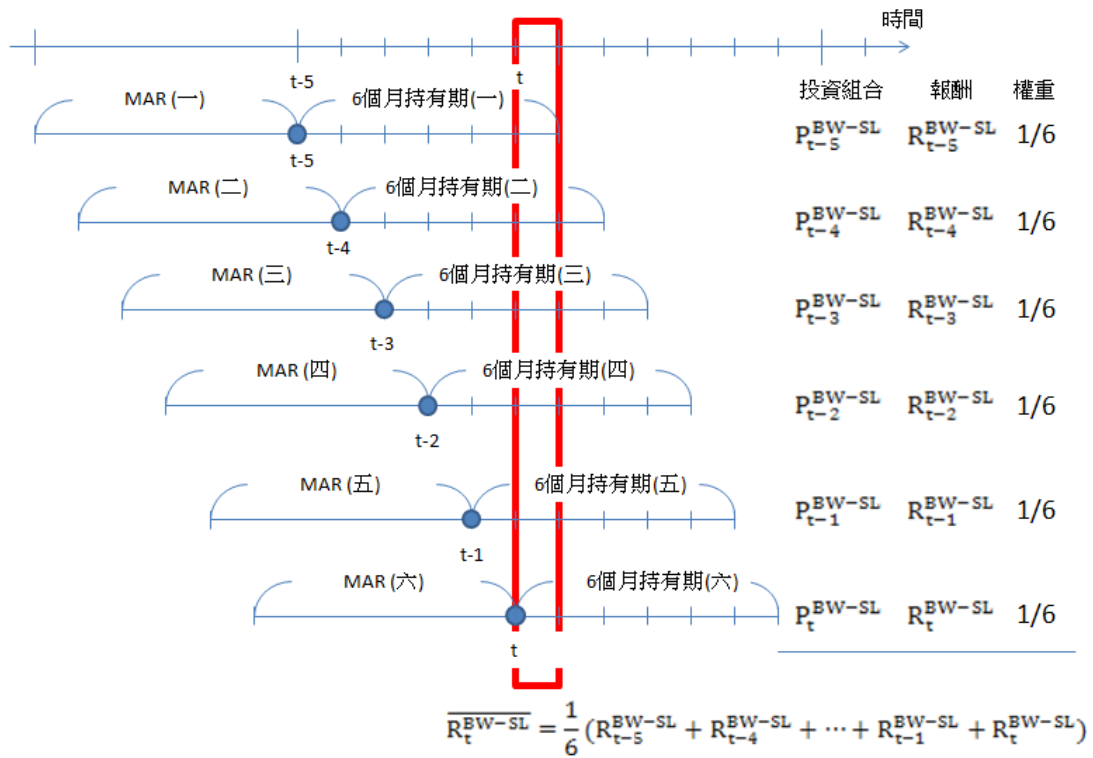 時間
t-5 t
MAR (一) 6個月持有期(一) 投資組合 報酬 權重
t-5 P_{t-5}^{BW-SL} R_{t-5}^{BW-SL} 1/6
MAR (二) 6個月持有期(二)
t-4 P_{t-4}^{BW-SL} R_{t-4}^{BW-SL} 1/6
MAR (三) 6個月持有期(三)
t-3 P_{t-3}^{BW-SL} R_{t-3}^{BW-SL} 1/6
MAR (四) 6個月持有期(四)
t-2 P_{t-2}^{BW-SL} R_{t-2}^{BW-SL} 1/6
MAR (五) 6個月持有期(五)
t-1 P_{t-1}^{BW-SL} R_{t-1}^{BW-SL} 1/6
MAR (六) 6個月持有期(六)
t P_{t}^{BW-SL} R_{t}^{BW-SL} 1/6
\overline{R_{t}^{BW-SL}} = \frac{1}{6} (R_{t-5}^{BW-SL} + R_{t-4}^{BW-SL} + ⋯ + R_{t-1}^{BW-SL} + R_{t}^{BW-SL})